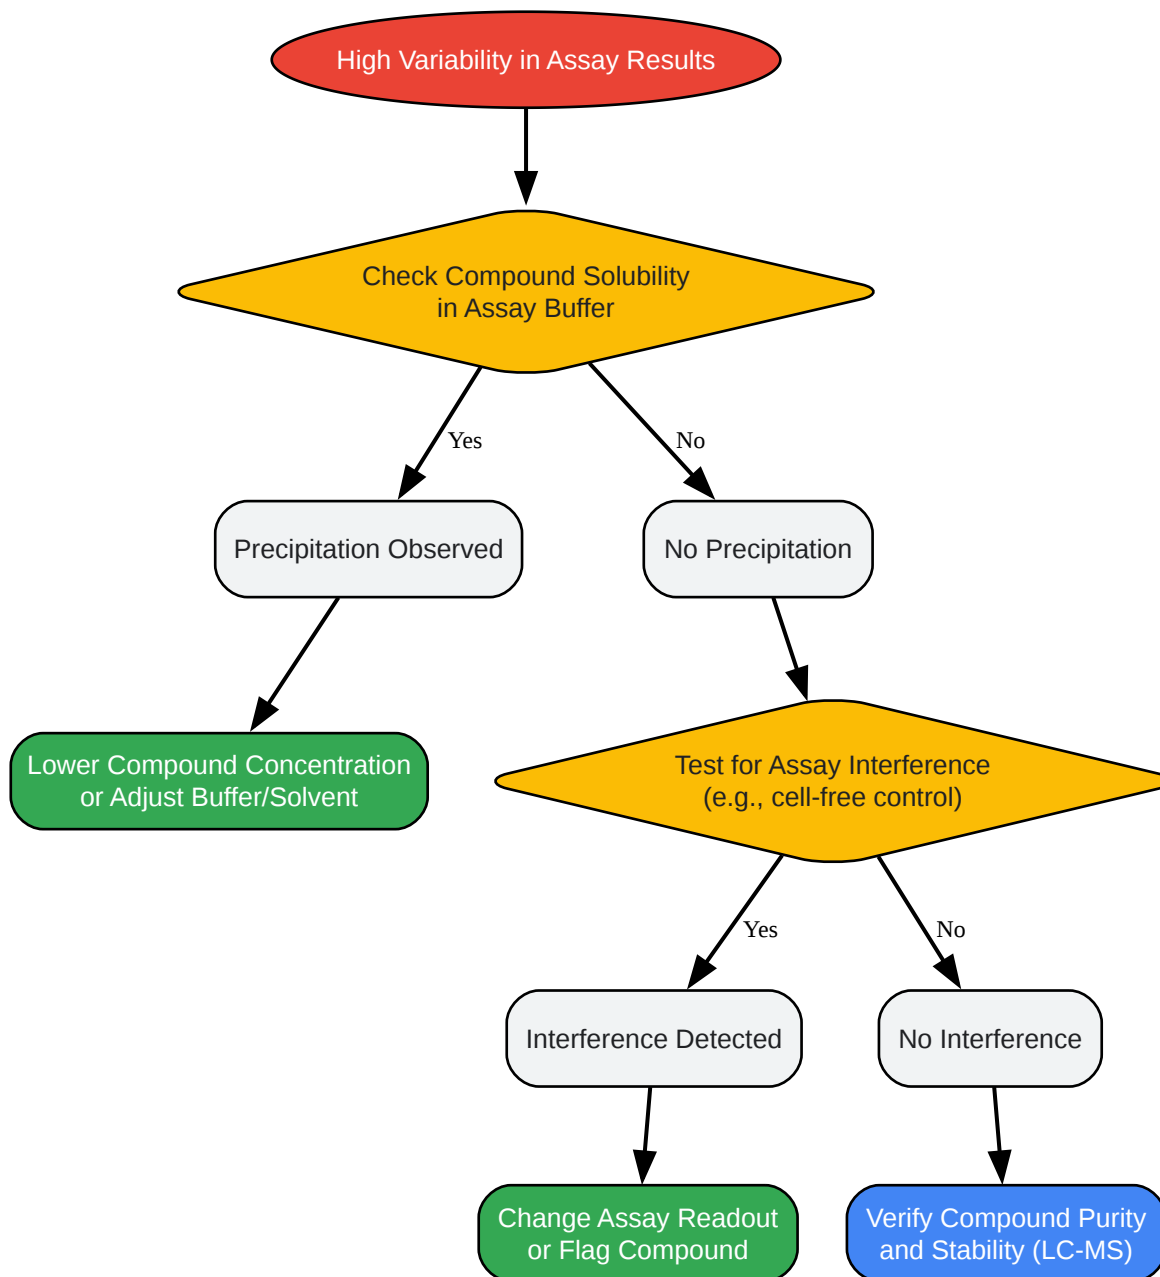 High Variability in Assay Results
Check Compound Solubility
in Assay Buffer
Yes
No
Precipitation Observed
No Precipitation
Lower Compound Concentration
or Adjust Buffer/Solvent
Test for Assay Interference
(e.g., cell-free control)
Yes
No
Interference Detected
No Interference
Change Assay Readout
or Flag Compound
Verify Compound Purity
and Stability (LC-MS)